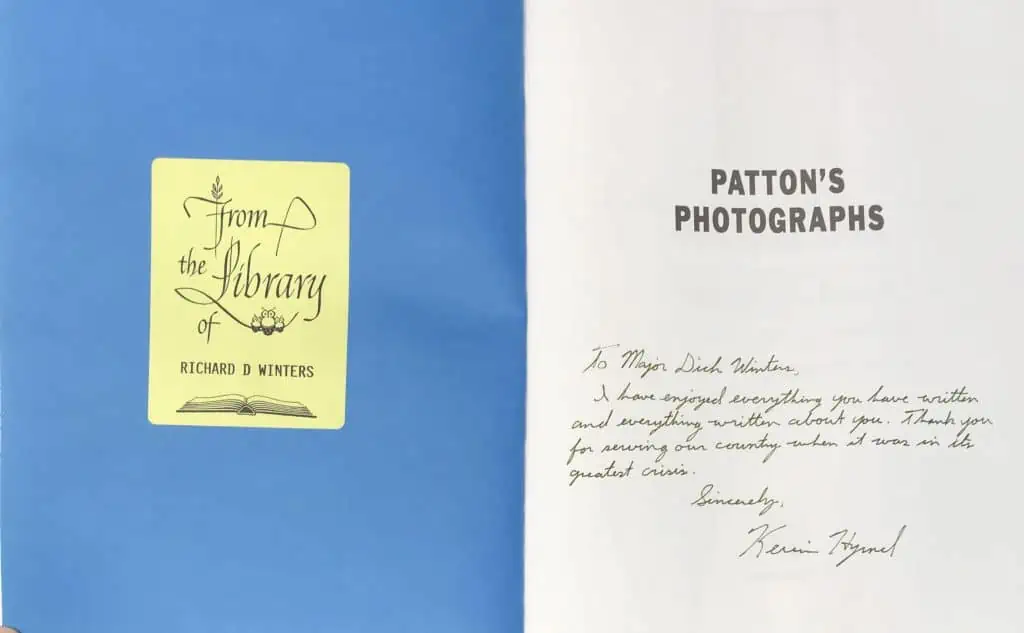 From
the Library
of
RICHARD D WINTERS
PATTON'S
PHOTOGRAPHS
To Major Dick Winters,
I have enjoyed everything you have written
and everything written about you. Thank you
for serving our country when it was in its
greatest crisis.
Sincerely,
Kevin Hymel